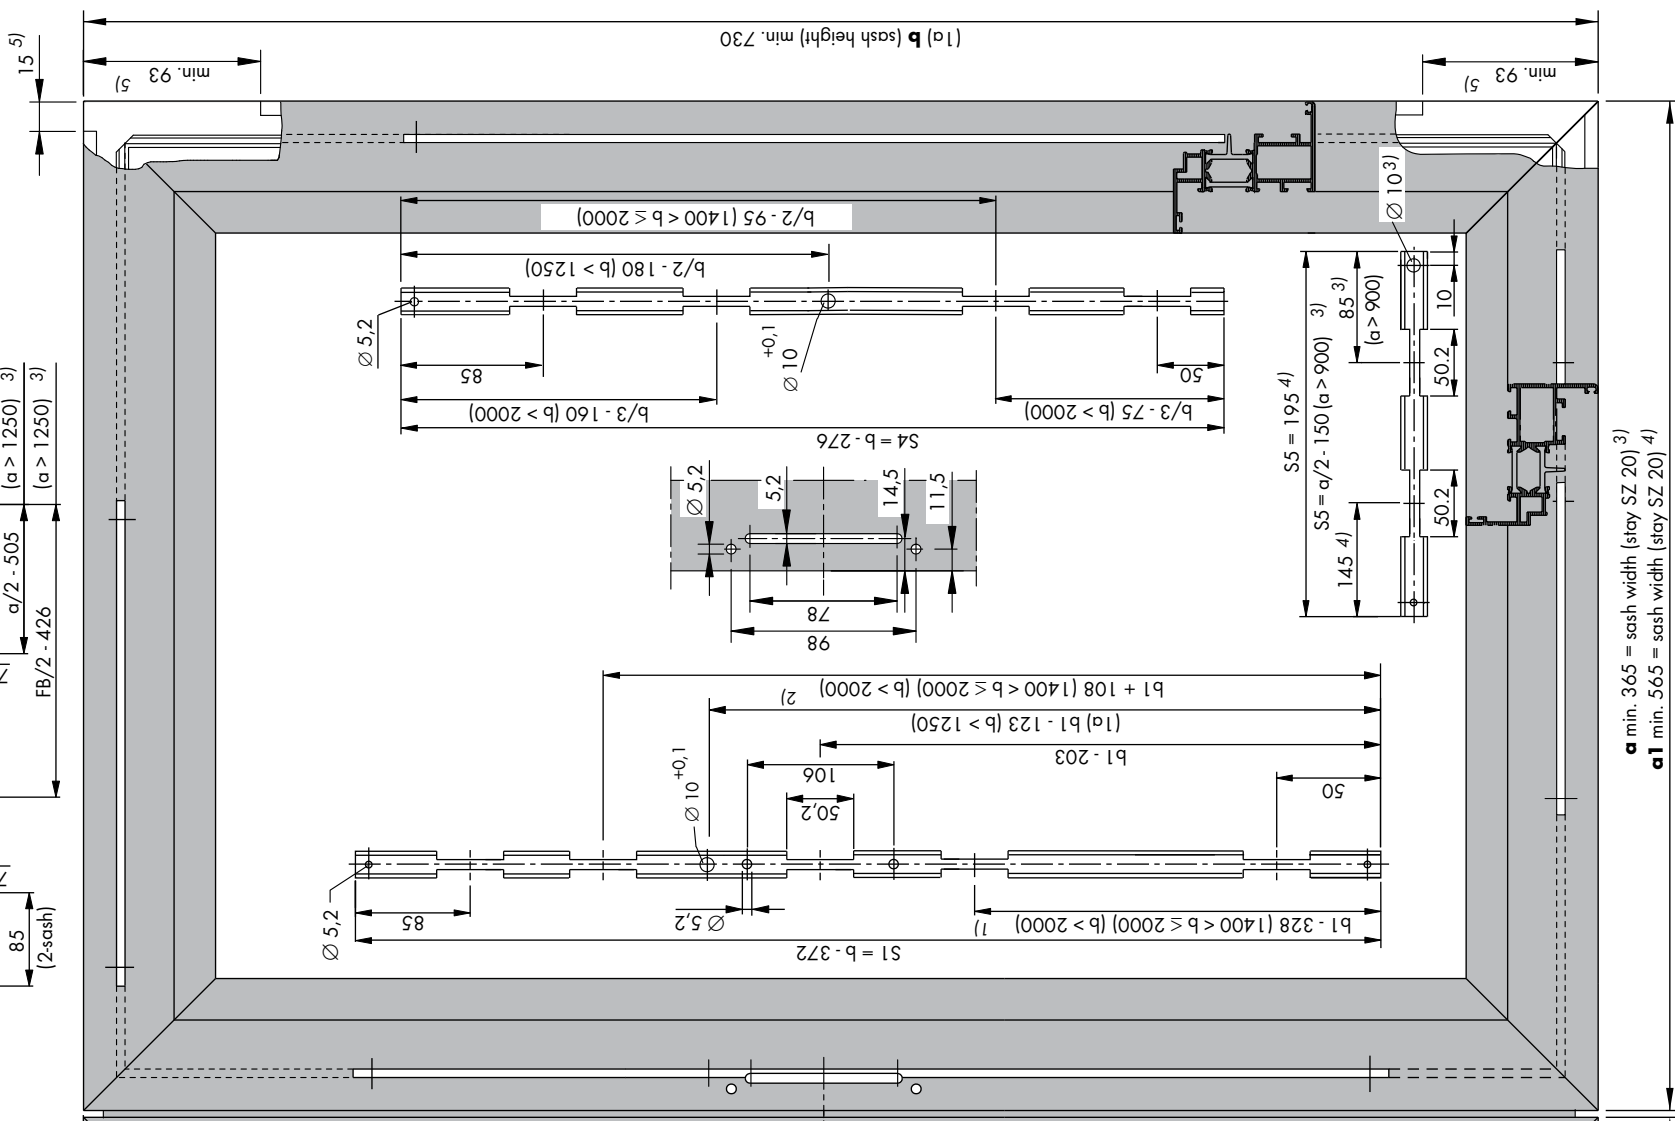 (1a) b (sash height) min. 730
15 5)
min. 93 5)
min. 93 5)
(a > 1250) 3)
(a > 1250) 3)
a/2 - 505
FB/2 - 426
85
(2-sash)
b/2 - 95 (1400 < b ≤ 2000)
b/2 - 180 (b > 1250)
Ø 5,2
85
Ø 10 +0,1
50
b/3 - 160 (b > 2000)
b/3 - 75 (b > 2000)
S4 = b - 276
Ø 10 3)
S5 = 195 4)
S5 = a/2 - 150 (a > 900) 3)
85 3)
(a > 900)
10
50.2
50.2
145 4)
Ø 5,2
5,2
14,5
11,5
78
98
b1 + 108 (1400 < b ≤ 2000) (b > 2000) 2)
(1a) b1 - 123 (b > 1250)
b1 - 203
106
50
50,2
Ø 10 +0,1
Ø 5,2
85
Ø 5,2
b1 - 328 (1400 < b ≤ 2000) (b > 2000) 1)
S1 = b - 372
a min. 365 = sash width (stay SZ 20) 3)
a1 min. 565 = sash width (stay SZ 20) 4)